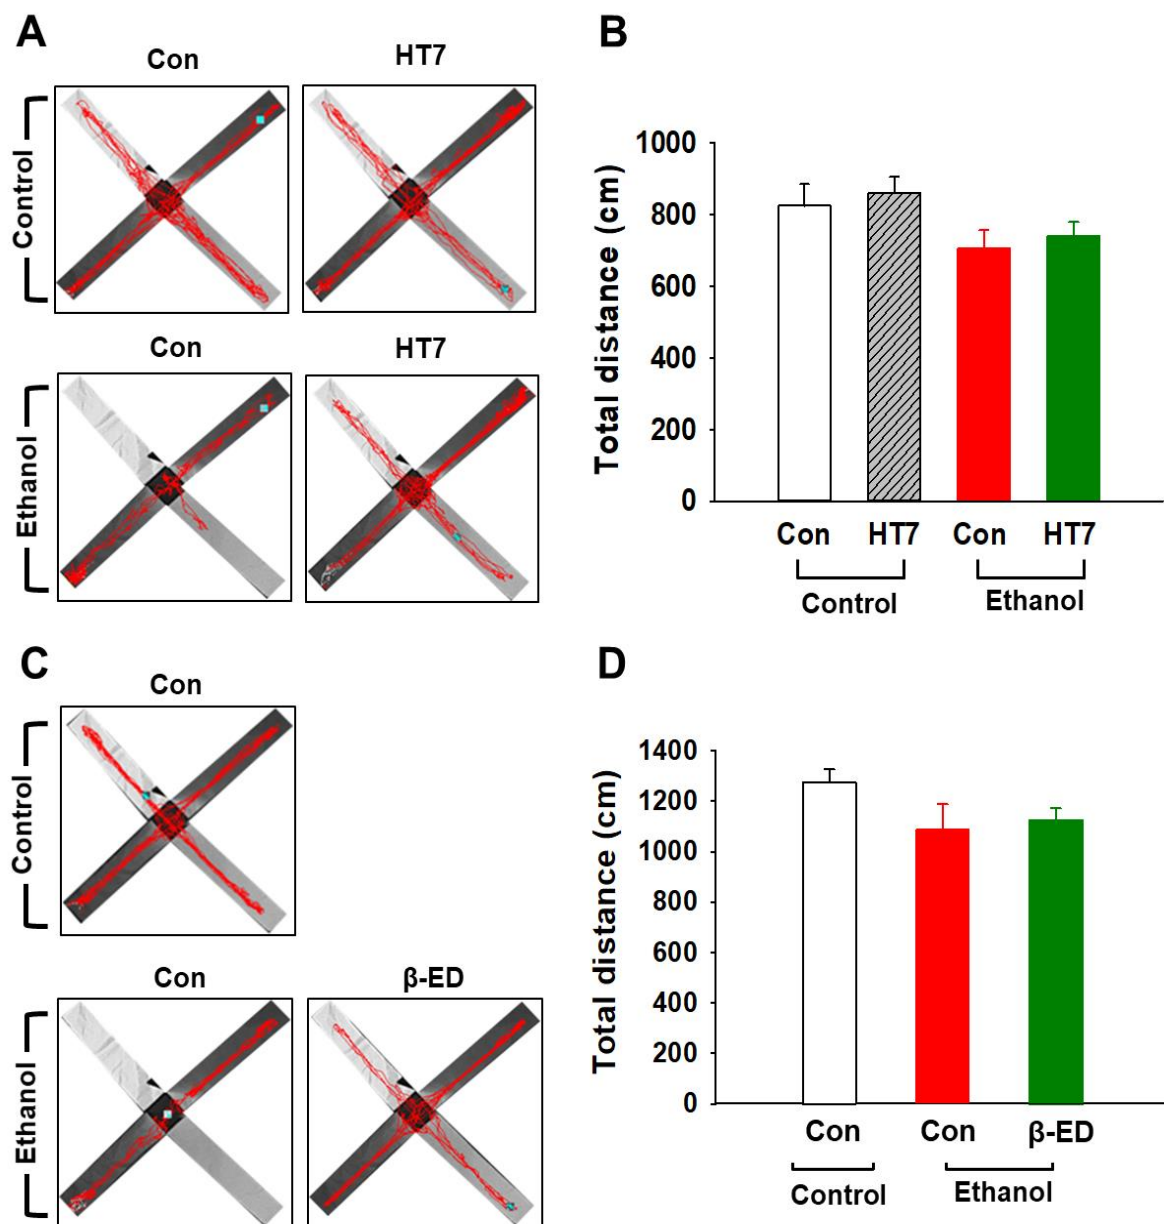 A
Con
HT7
Control
Con
HT7
Ethanol
B
Total distance (cm)
1000
800
600
400
200
0
Con HT7 Con HT7
Control Ethanol
C
Con
Control
Con
β-ED
Ethanol
D
Total distance (cm)
1400
1200
1000
800
600
400
200
0
Con Con β-ED
Control Ethanol